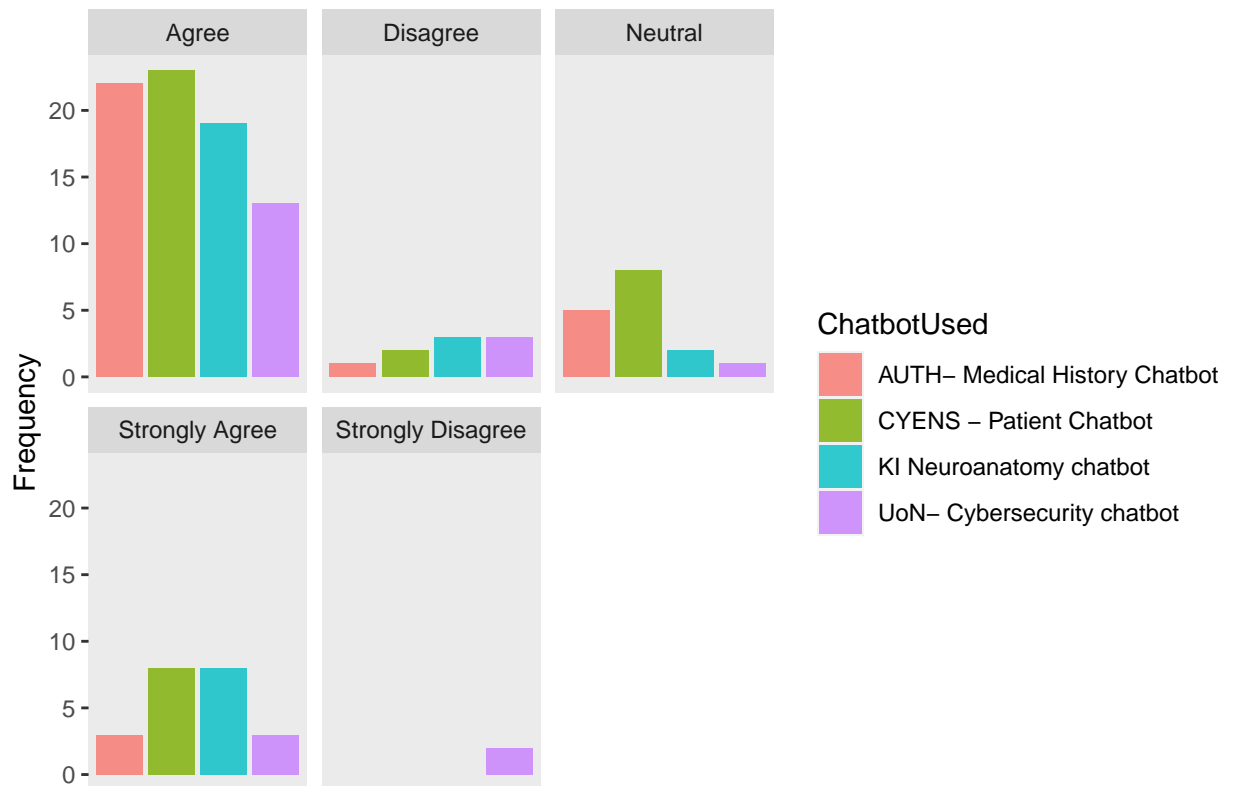 Agree
Disagree
Neutral
20
15
10
5
0
Strongly Agree
Strongly Disagree
20
15
10
5
0
Frequency
ChatbotUsed
AUTH− Medical History Chatbot
CYENS − Patient Chatbot
KI Neuroanatomy chatbot
UoN− Cybersecurity chatbot